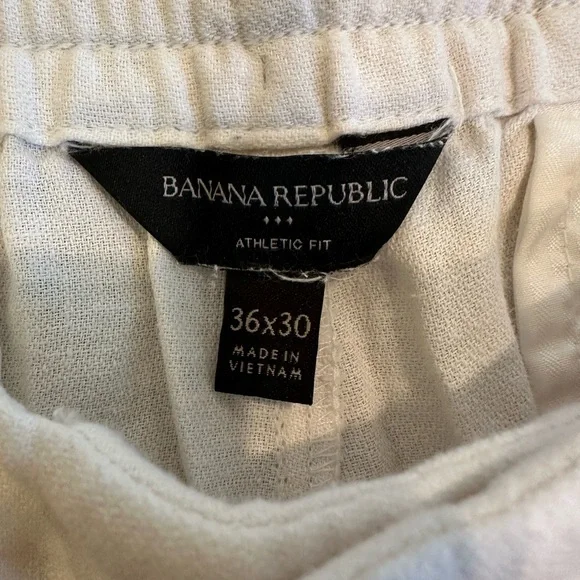 BANANA REPUBLIC
ATHLETIC FIT
36x30
MADE IN
VIETNAM